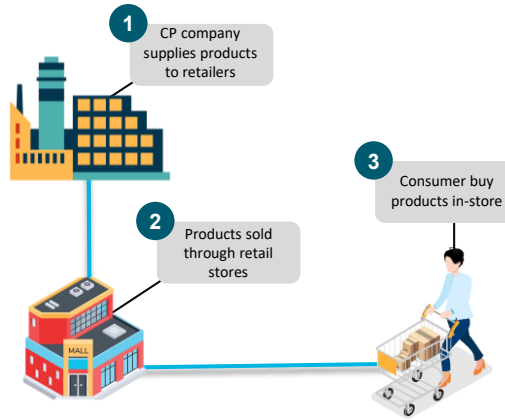 1
CP company
supplies products
to retailers
2
Products sold
through retail
stores
3
Consumer buy
products in-store
MALL